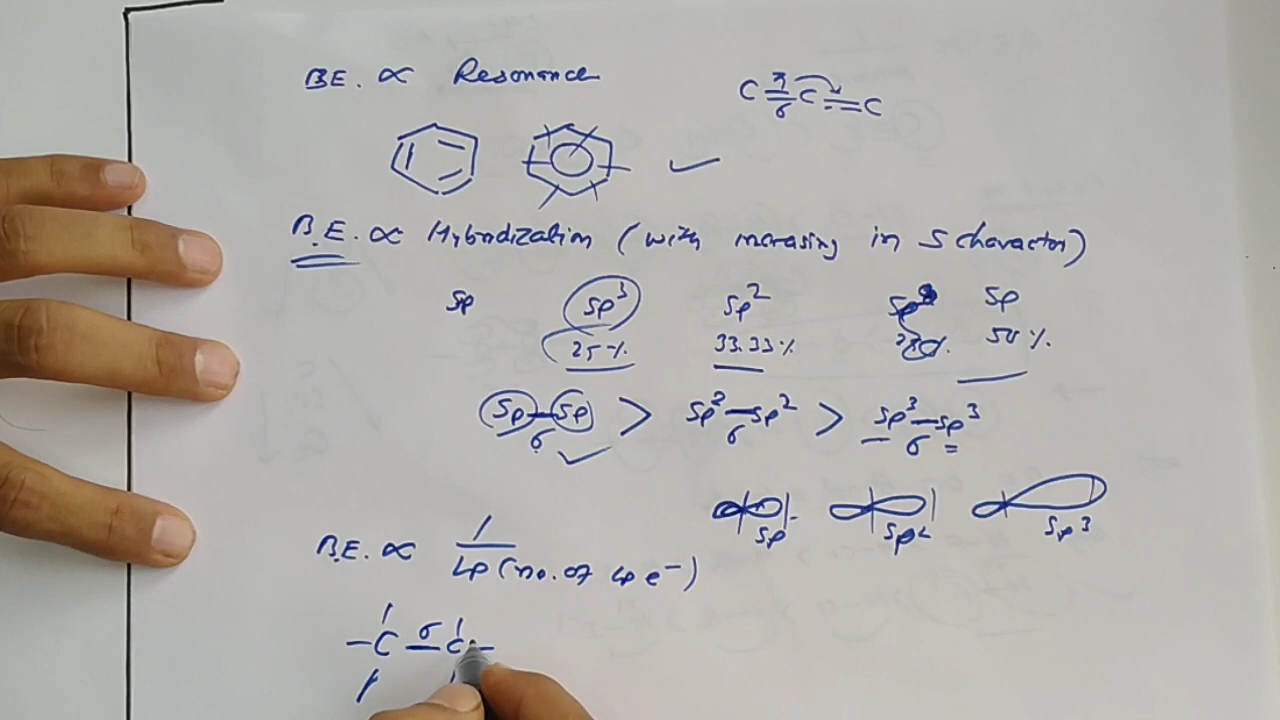 B.E. ∝ Resonance
C π C C
σ
B.E. ∝ Hybridization (with increasing in S character)
Sp Sp³ Sp² Sp
25% 33.33% 50%.
Sp–Sp > Sp²–Sp² > Sp³–Sp³
σ σ σ
Sp Sp² Sp³
B.E. ∝ 1
Lp (no. of Lp e⁻)
–C σ C–